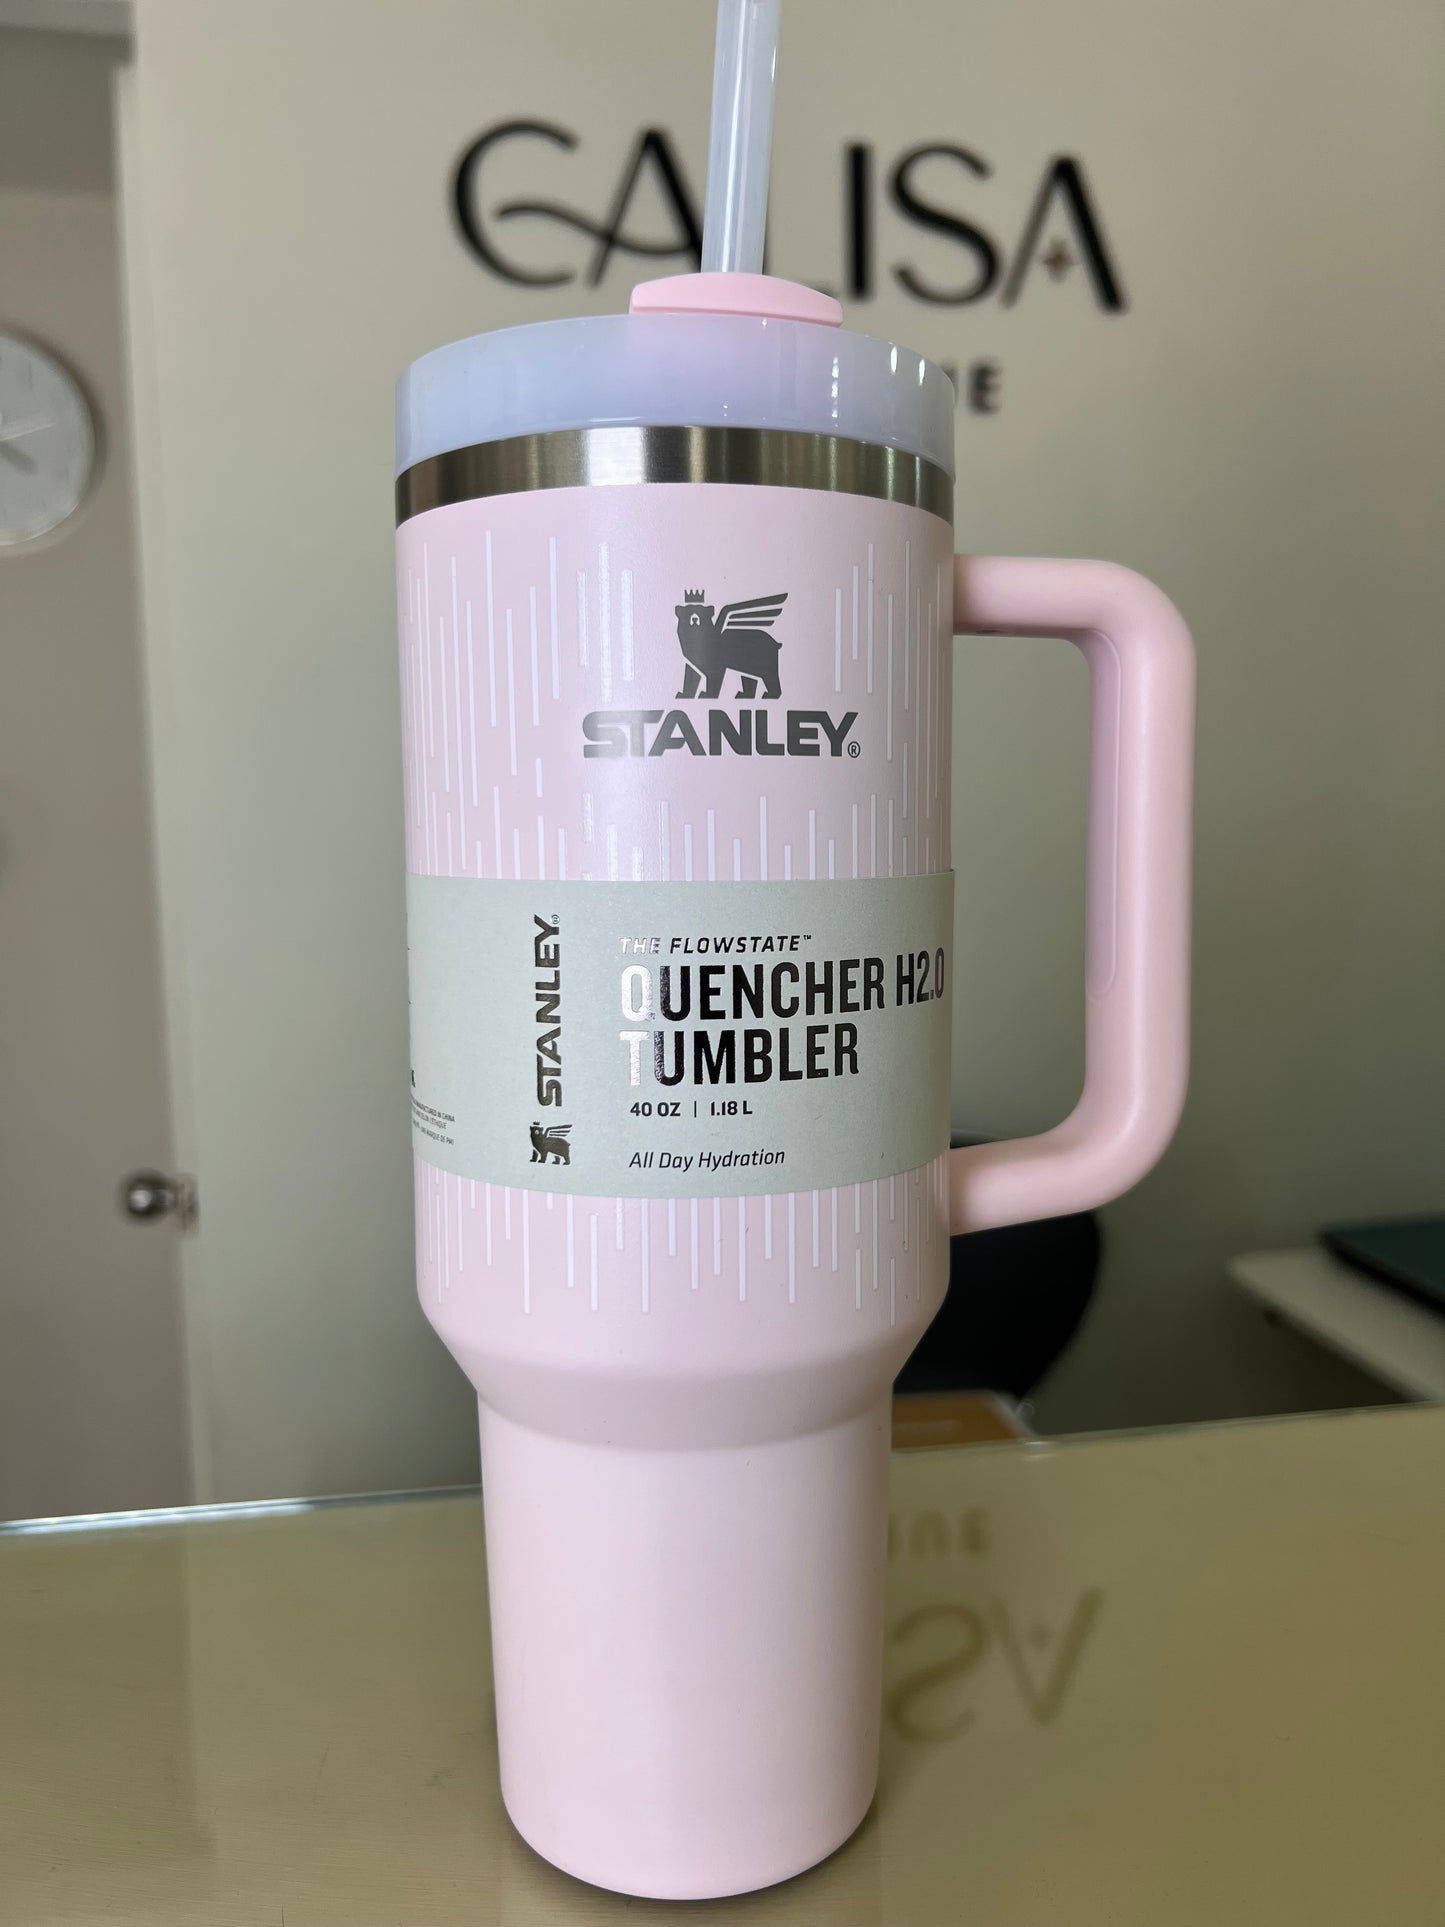 CALISA
STANLEY®
STANLEY®
THE FLOWSTATE™
QUENCHER H2.0
TUMBLER
40 OZ | 1.18 L
All Day Hydration